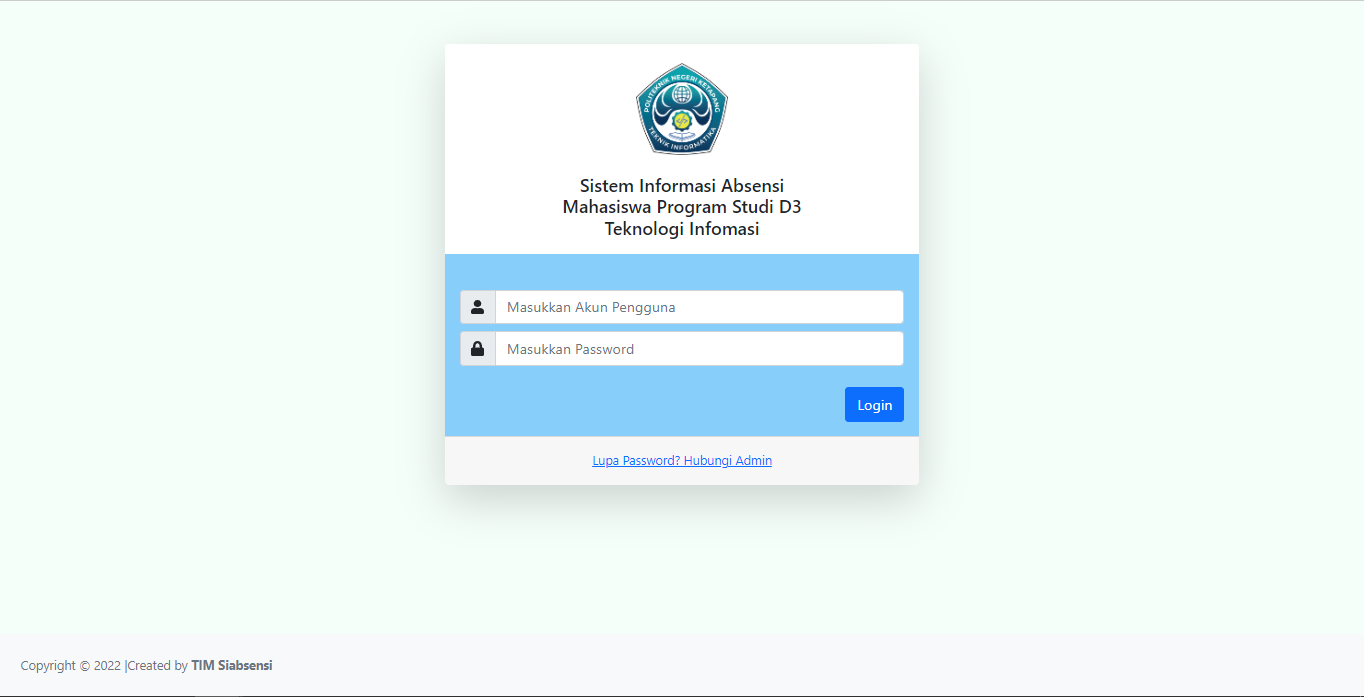 POLITEKNIK NEGERI KETAPANG
TEKNIK INFORMATIKA
Sistem Informasi Absensi
Mahasiswa Program Studi D3
Teknologi Infomasi
Masukkan Akun Pengguna
Masukkan Password
Login
Lupa Password? Hubungi Admin
Copyright © 2022 |Created by TIM Siabsensi